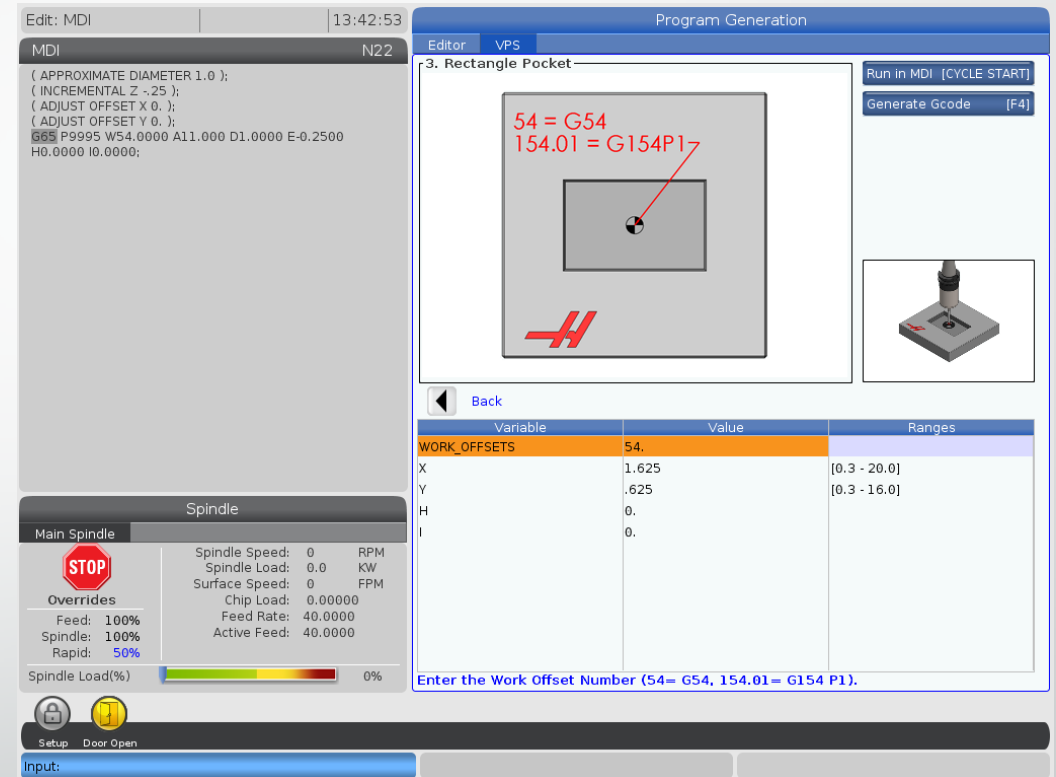 Edit: MDI
13:42:53
MDI
N22
( APPROXIMATE DIAMETER 1.0 );
( INCREMENTAL Z -.25 );
( ADJUST OFFSET X 0. );
( ADJUST OFFSET Y 0. );
G65 P9995 W54.0000 A11.000 D1.0000 E-0.2500
H0.0000 I0.0000;
Spindle
Main Spindle
STOP
Overrides
Feed: 100%
Spindle: 100%
Rapid: 50%
Spindle Speed: 0 RPM
Spindle Load: 0.0 KW
Surface Speed: 0 FPM
Chip Load: 0.00000
Feed Rate: 40.0000
Active Feed: 40.0000
Spindle Load(%)
0%
Setup
Door Open
Input:
Program Generation
Editor
VPS
3. Rectangle Pocket
54 = G54
154.01 = G154P1
Run in MDI [CYCLE START]
Generate Gcode [F4]
Back
Variable Value Ranges
WORK_OFFSETS 54.
X 1.625 [0.3 - 20.0]
Y .625 [0.3 - 16.0]
H 0.
I 0.
Enter the Work Offset Number (54= G54, 154.01= G154 P1).